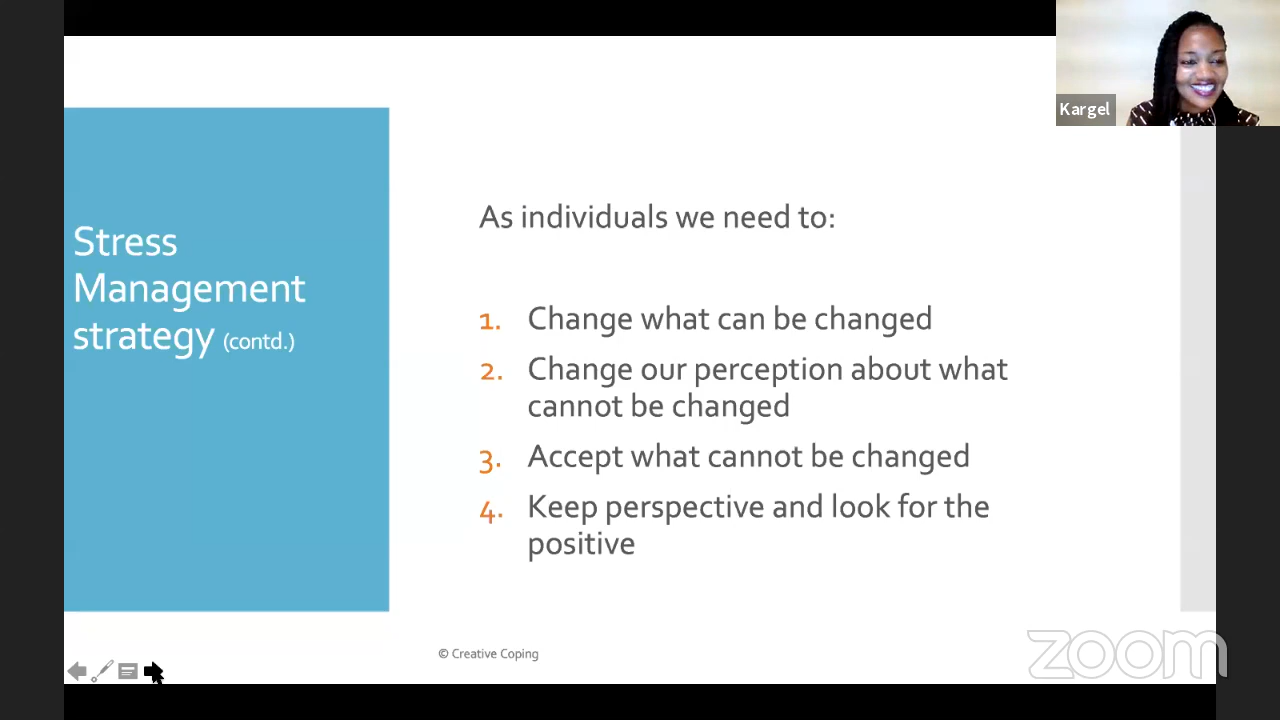 Kargel
Stress
Management
strategy (contd.)
As individuals we need to:
1. Change what can be changed
2. Change our perception about what
cannot be changed
3. Accept what cannot be changed
4. Keep perspective and look for the
positive
© Creative Coping
zoom